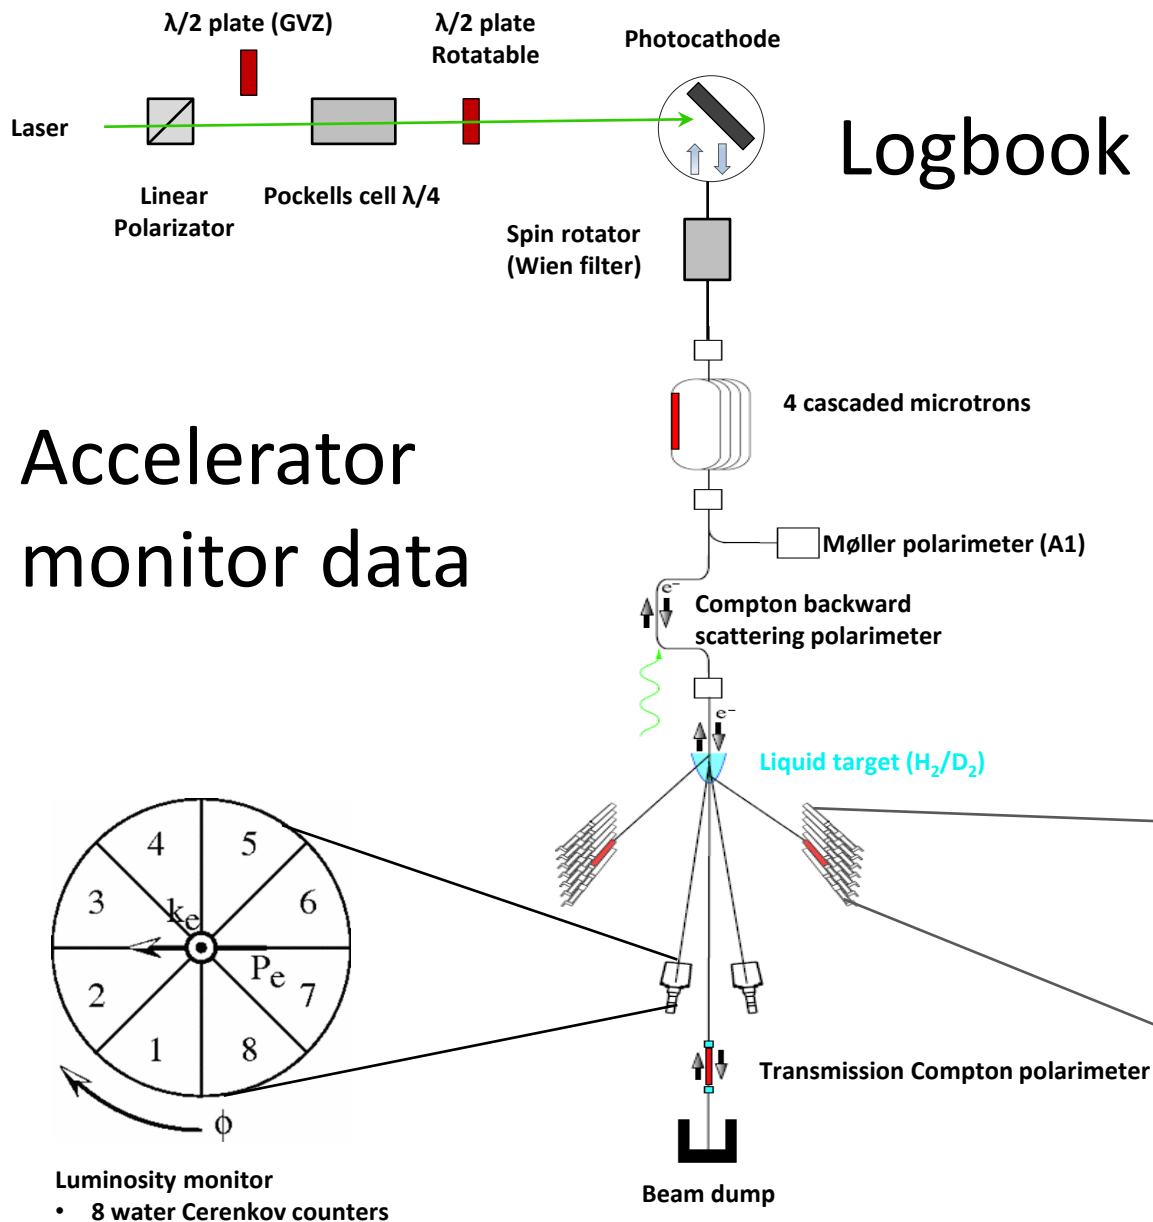 λ/2 plate (GVZ)
λ/2 plate
Rotatable
Photocathode
Laser
Logbook
Linear
Polarizator
Pockells cell λ/4
Spin rotator
(Wien filter)
4 cascaded microtrons
Accelerator
monitor data
Møller polarimeter (A1)
e⁻
Compton backward
scattering polarimeter
e⁻
Liquid target (H₂/D₂)
4
5
3
6
kₑ
Pₑ
2
7
1
8
ϕ
Transmission Compton polarimeter
Beam dump
Luminosity monitor
• 8 water Cerenkov counters